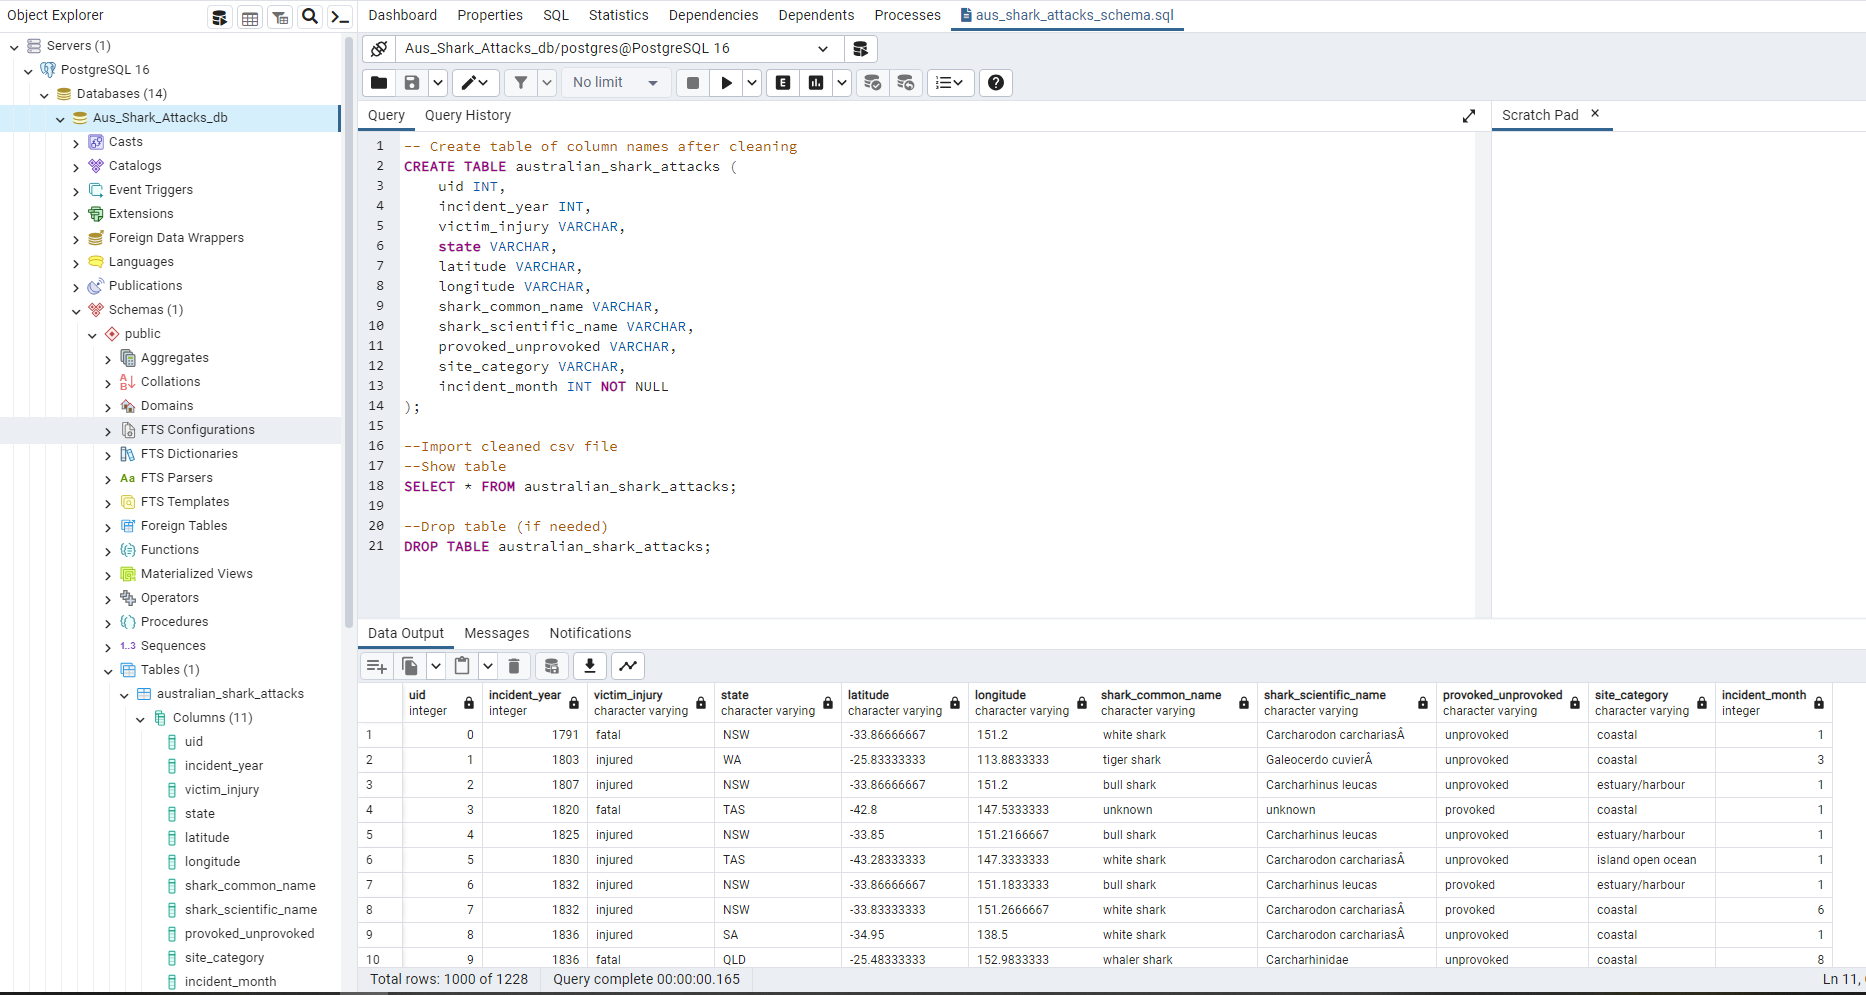 Object Explorer
Servers (1)
PostgreSQL 16
Databases (14)
Aus_Shark_Attacks_db
Casts
Catalogs
Event Triggers
Extensions
Foreign Data Wrappers
Languages
Publications
Schemas (1)
public
Aggregates
Collations
Domains
FTS Configurations
FTS Dictionaries
Aa FTS Parsers
FTS Templates
Foreign Tables
Functions
Materialized Views
Operators
Procedures
1..3 Sequences
Tables (1)
australian_shark_attacks
Columns (11)
uid
incident_year
victim_injury
state
latitude
longitude
shark_common_name
shark_scientific_name
provoked_unprovoked
site_category
incident_month
Dashboard Properties SQL Statistics Dependencies Dependents Processes aus_shark_attacks_schema.sql
Aus_Shark_Attacks_db/postgres@PostgreSQL 16
No limit E
Query Query History Scratch Pad
1 -- Create table of column names after cleaning
2 CREATE TABLE australian_shark_attacks (
3 uid INT,
4 incident_year INT,
5 victim_injury VARCHAR,
6 state VARCHAR,
7 latitude VARCHAR,
8 longitude VARCHAR,
9 shark_common_name VARCHAR,
10 shark_scientific_name VARCHAR,
11 provoked_unprovoked VARCHAR,
12 site_category VARCHAR,
13 incident_month INT NOT NULL
14 );
15
16 --Import cleaned csv file
17 --Show table
18 SELECT * FROM australian_shark_attacks;
19
20 --Drop table (if needed)
21 DROP TABLE australian_shark_attacks;
Data Output Messages Notifications
uid incident_year victim_injury state latitude longitude shark_common_name shark_scientific_name provoked_unprovoked site_category incident_month
integer integer character varying character varying character varying character varying character varying character varying character varying character varying integer
1 0 1791 fatal NSW -33.86666667 151.2 white shark Carcharodon carchariasÂ unprovoked coastal 1
2 1 1803 injured WA -25.83333333 113.8833333 tiger shark Galeocerdo cuvierÂ unprovoked coastal 3
3 2 1807 injured NSW -33.86666667 151.2 bull shark Carcharhinus leucas unprovoked estuary/harbour 1
4 3 1820 fatal TAS -42.8 147.5333333 unknown unknown provoked coastal 1
5 4 1825 injured NSW -33.85 151.2166667 bull shark Carcharhinus leucas unprovoked estuary/harbour 1
6 5 1830 injured TAS -43.28333333 147.3333333 white shark Carcharodon carchariasÂ unprovoked island open ocean 1
7 6 1832 injured NSW -33.86666667 151.1833333 bull shark Carcharhinus leucas provoked estuary/harbour 1
8 7 1832 injured NSW -33.83333333 151.2666667 white shark Carcharodon carchariasÂ provoked coastal 6
9 8 1836 injured SA -34.95 138.5 white shark Carcharodon carchariasÂ unprovoked coastal 1
10 9 1836 fatal QLD -25.48333333 152.9833333 whaler shark Carcharhinidae unprovoked coastal 8
Total rows: 1000 of 1228 Query complete 00:00:00.165 Ln 11,